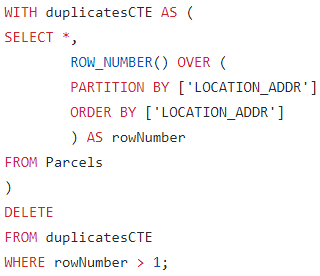 WITH duplicatesCTE AS (
SELECT *,
ROW_NUMBER() OVER (
PARTITION BY ['LOCATION_ADDR']
ORDER BY ['LOCATION_ADDR']
) AS rowNumber
FROM Parcels
)
DELETE
FROM duplicatesCTE
WHERE rowNumber > 1;